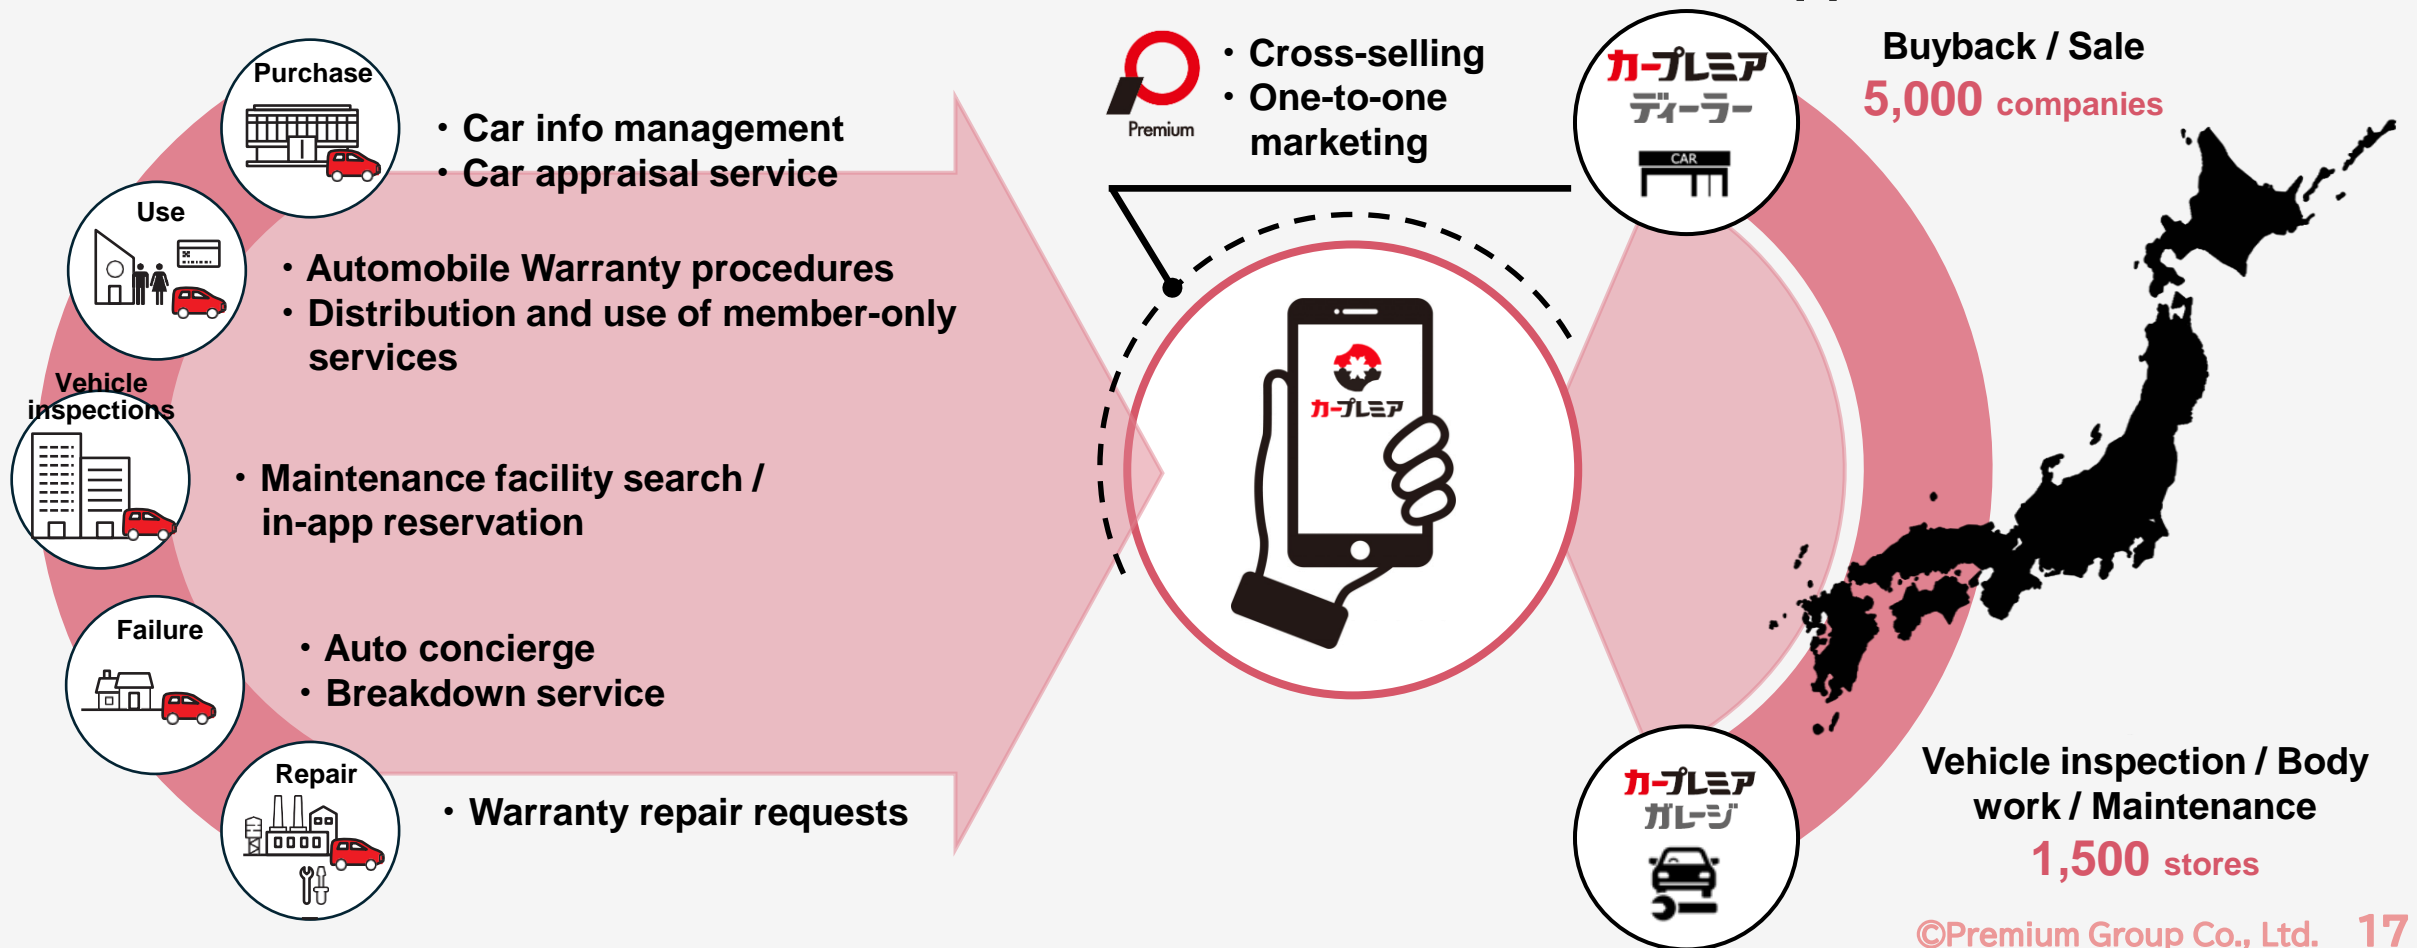 Purchase
・Car info management
・Car appraisal service
Use
・Automobile Warranty procedures
・Distribution and use of member-only
services
Vehicle
inspections
・Maintenance facility search /
in-app reservation
Failure
・Auto concierge
・Breakdown service
Repair
・Warranty repair requests
Premium
・Cross-selling
・One-to-one
marketing
カープレミア
カープレミア
ディーラー
CAR
Buyback / Sale
5,000 companies
カープレミア
ガレージ
Vehicle inspection / Body
work / Maintenance
1,500 stores
©Premium Group Co., Ltd. 17